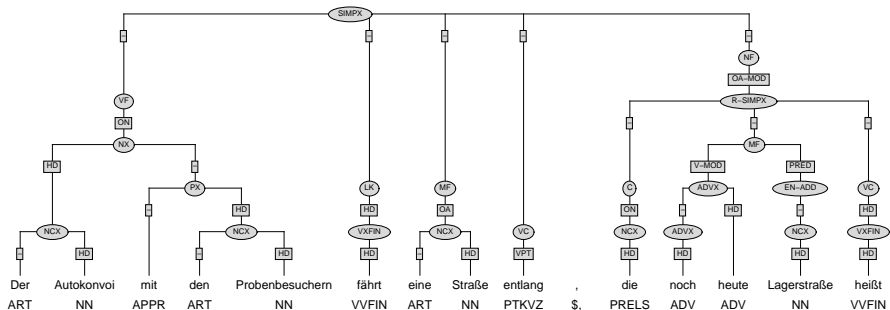 SIMPX
– – – – –
NF
OA–MOD
VF R–SIMPX
ON – – –
NX MF
HD – V–MOD PRED
PX LK MF C ADVX EN–ADD VC
– HD HD OA VC ON – HD – HD
NCX NCX VXFIN NCX VPT NCX ADVX NCX VXFIN
– HD – HD HD – HD HD HD HD HD
Der Autokonvoi mit den Probenbesuchern fährt eine Straße entlang , die noch heute Lagerstraße heißt
ART NN APPR ART NN VVFIN ART NN PTKVZ $, PRELS ADV ADV NN VVFIN